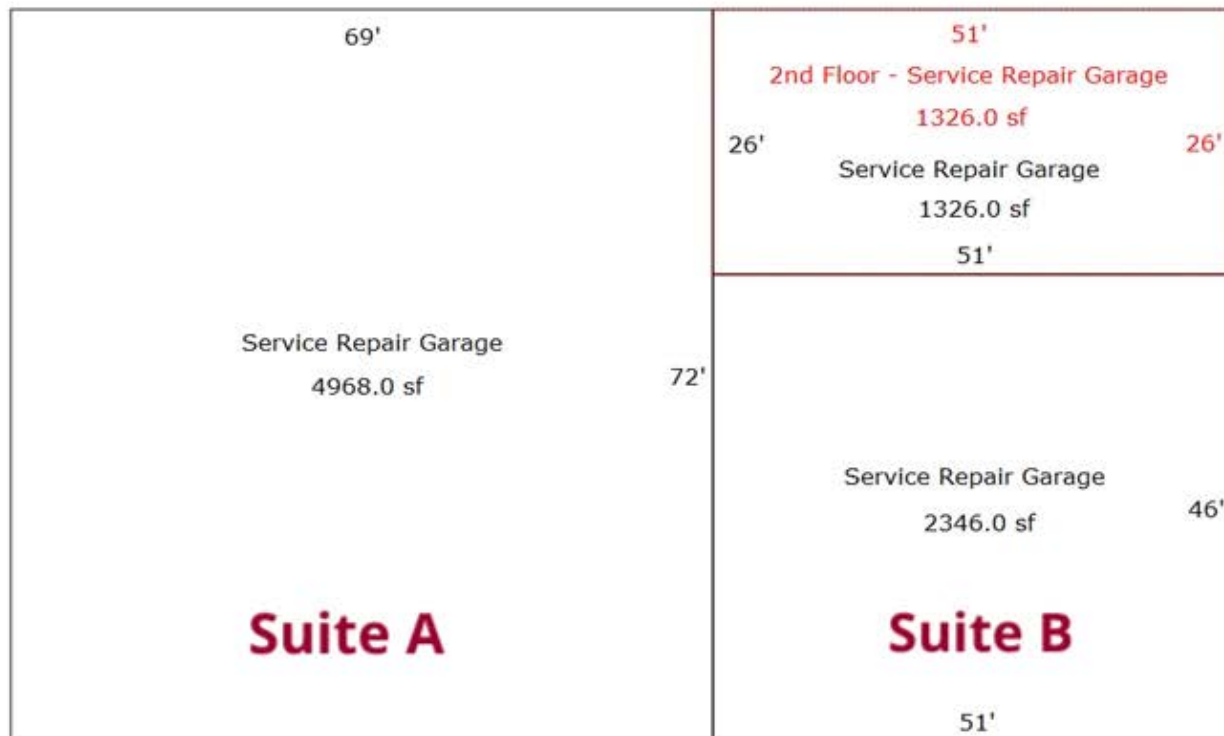 69'
Service Repair Garage
4968.0 sf
72'
Suite A
51'
2nd Floor - Service Repair Garage
1326.0 sf
26'
26'
Service Repair Garage
1326.0 sf
51'
Service Repair Garage
2346.0 sf
46'
Suite B
51'